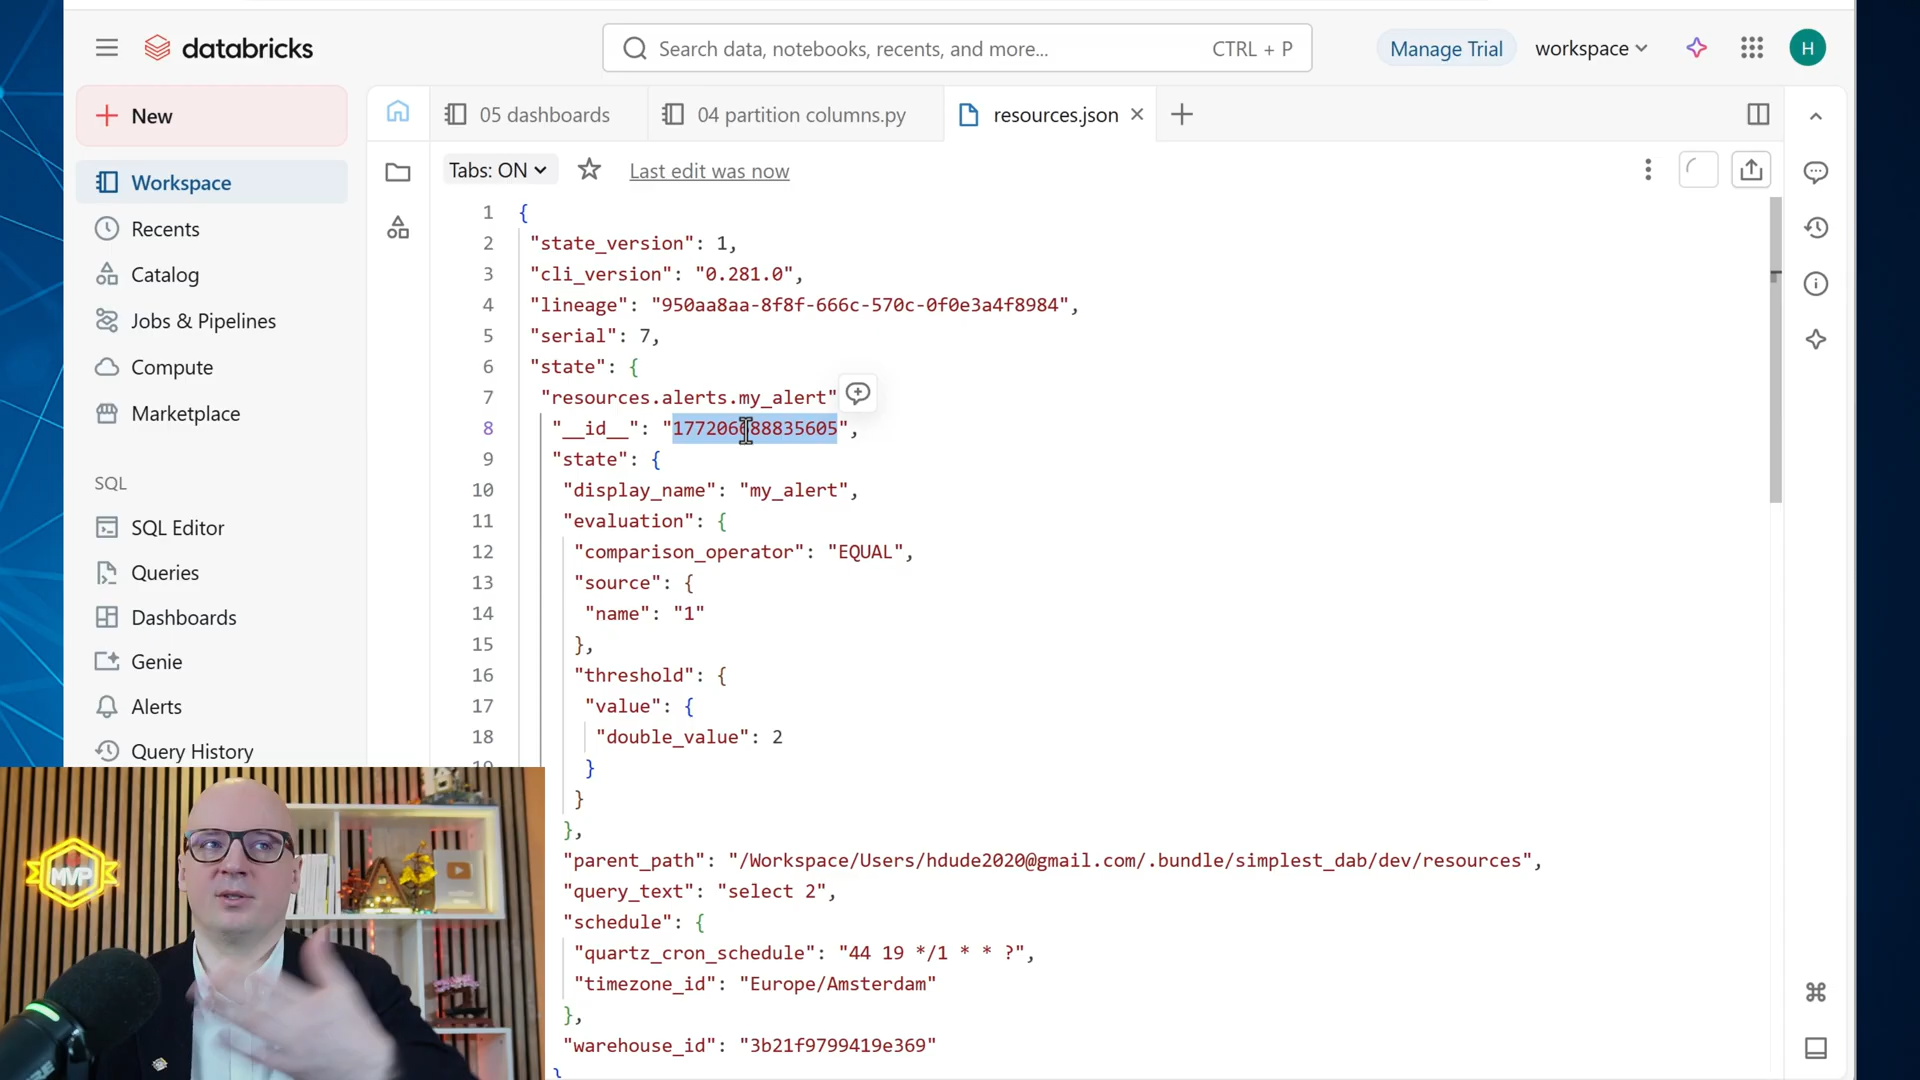 databricks
Search data, notebooks, recents, and more...
CTRL + P
Manage Trial
workspace
H
New
05 dashboards
04 partition columns.py
resources.json
Workspace
Tabs: ON
Last edit was now
Recents
Catalog
Jobs & Pipelines
Compute
Marketplace
SQL
SQL Editor
Queries
Dashboards
Genie
Alerts
Query History
1 {
2 "state_version": 1,
3 "cli_version": "0.281.0",
4 "lineage": "950aa8aa-8f8f-666c-570c-0f0e3a4f8984",
5 "serial": 7,
6 "state": {
7 "resources.alerts.my_alert"
8 "__id__": "
9 "state": {
10 "display_name": "my_alert",
11 "evaluation": {
12 "comparison_operator": "EQUAL",
13 "source": {
14 "name": "1"
15 },
16 "threshold": {
17 "value": {
18 "double_value": 2
}
}
},
"parent_path": "/Workspace/Users/hdude2020@gmail.com/.bundle/simplest_dab/dev/resources",
"query_text": "select 2",
"schedule": {
"quartz_cron_schedule": "44 19 */1 * * ?",
"timezone_id": "Europe/Amsterdam"
},
"warehouse_id": "3b21f9799419e369"
}
MVP